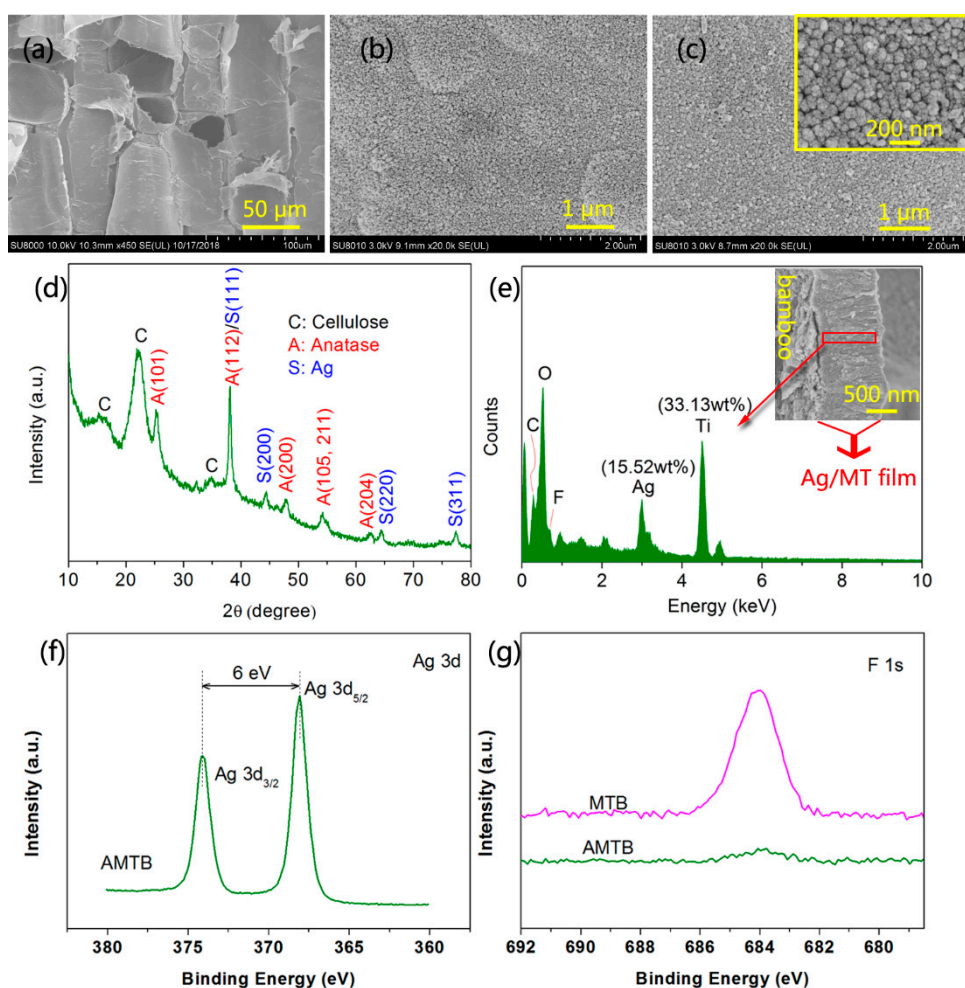 (a)
50 μm
SU8000 10.0kV 10.3mm x450 SE(UL) 10/17/2018 100um
(b)
1 μm
SU8010 3.0kV 9.1mm x20.0k SE(UL) 2.00um
(c)
200 nm
1 μm
SU8010 3.0kV 8.7mm x20.0k SE(UL) 2.00um
(d)
C
C
A(101)
C
A(112)/S(111)
S(200)
A(200)
A(105, 211)
A(204)
S(220)
S(311)
C: Cellulose
A: Anatase
S: Ag
Intensity (a.u.)
10 20 30 40 50 60 70 80
2θ (degree)
(e)
bamboo
500 nm
Ag/MT film
O
C
F
(15.52wt%)
Ag
(33.13wt%)
Ti
Counts
0 2 4 6 8 10
Energy (keV)
(f)
Ag 3d
6 eV
Ag 3d5/2
Ag 3d3/2
AMTB
Intensity (a.u.)
380 375 370 365 360
Binding Energy (eV)
(g)
F 1s
MTB
AMTB
Intensity (a.u.)
692 690 688 686 684 682 680
Binding Energy (eV)